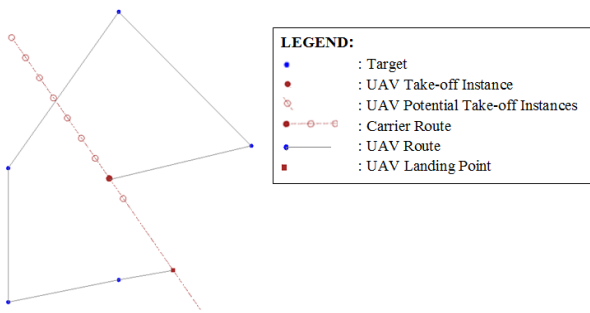 LEGEND:
: Target
: UAV Take-off Instance
: UAV Potential Take-off Instances
: Carrier Route
: UAV Route
: UAV Landing Point